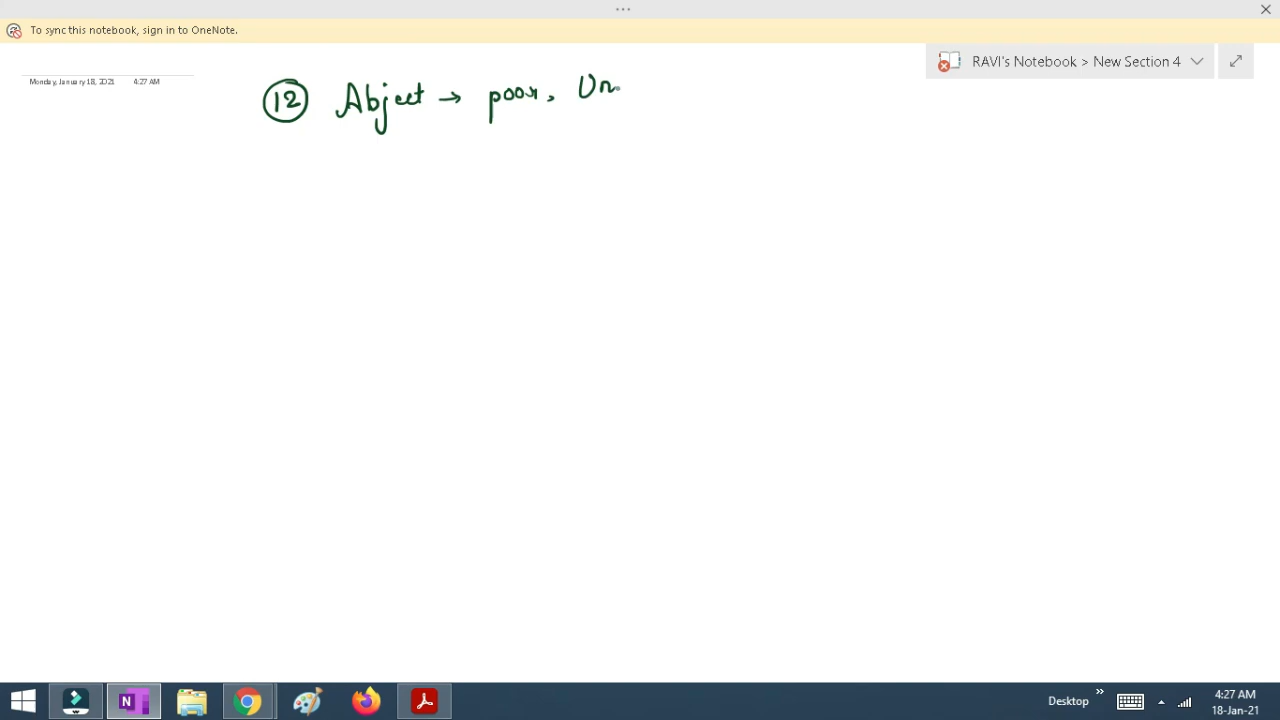 To sync this notebook, sign in to OneNote.
RAVI's Notebook > New Section 4
Monday, January 18, 2021 4:27 AM
12 Abject → poor, Un
Desktop
4:27 AM
18-Jan-21